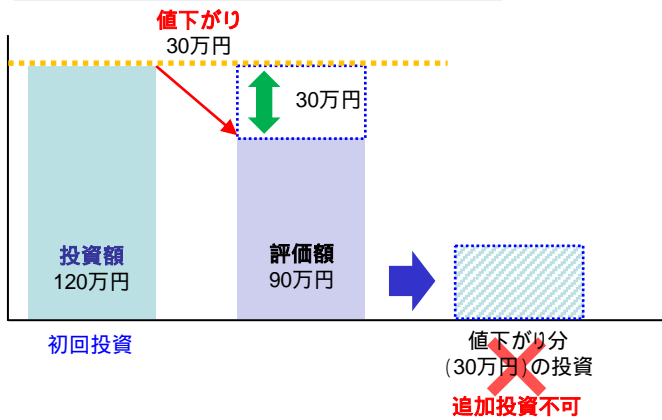 値下がり
30万円
30万円
投資額
120万円
評価額
90万円
初回投資
値下がり分
(30万円)の投資
追加投資不可